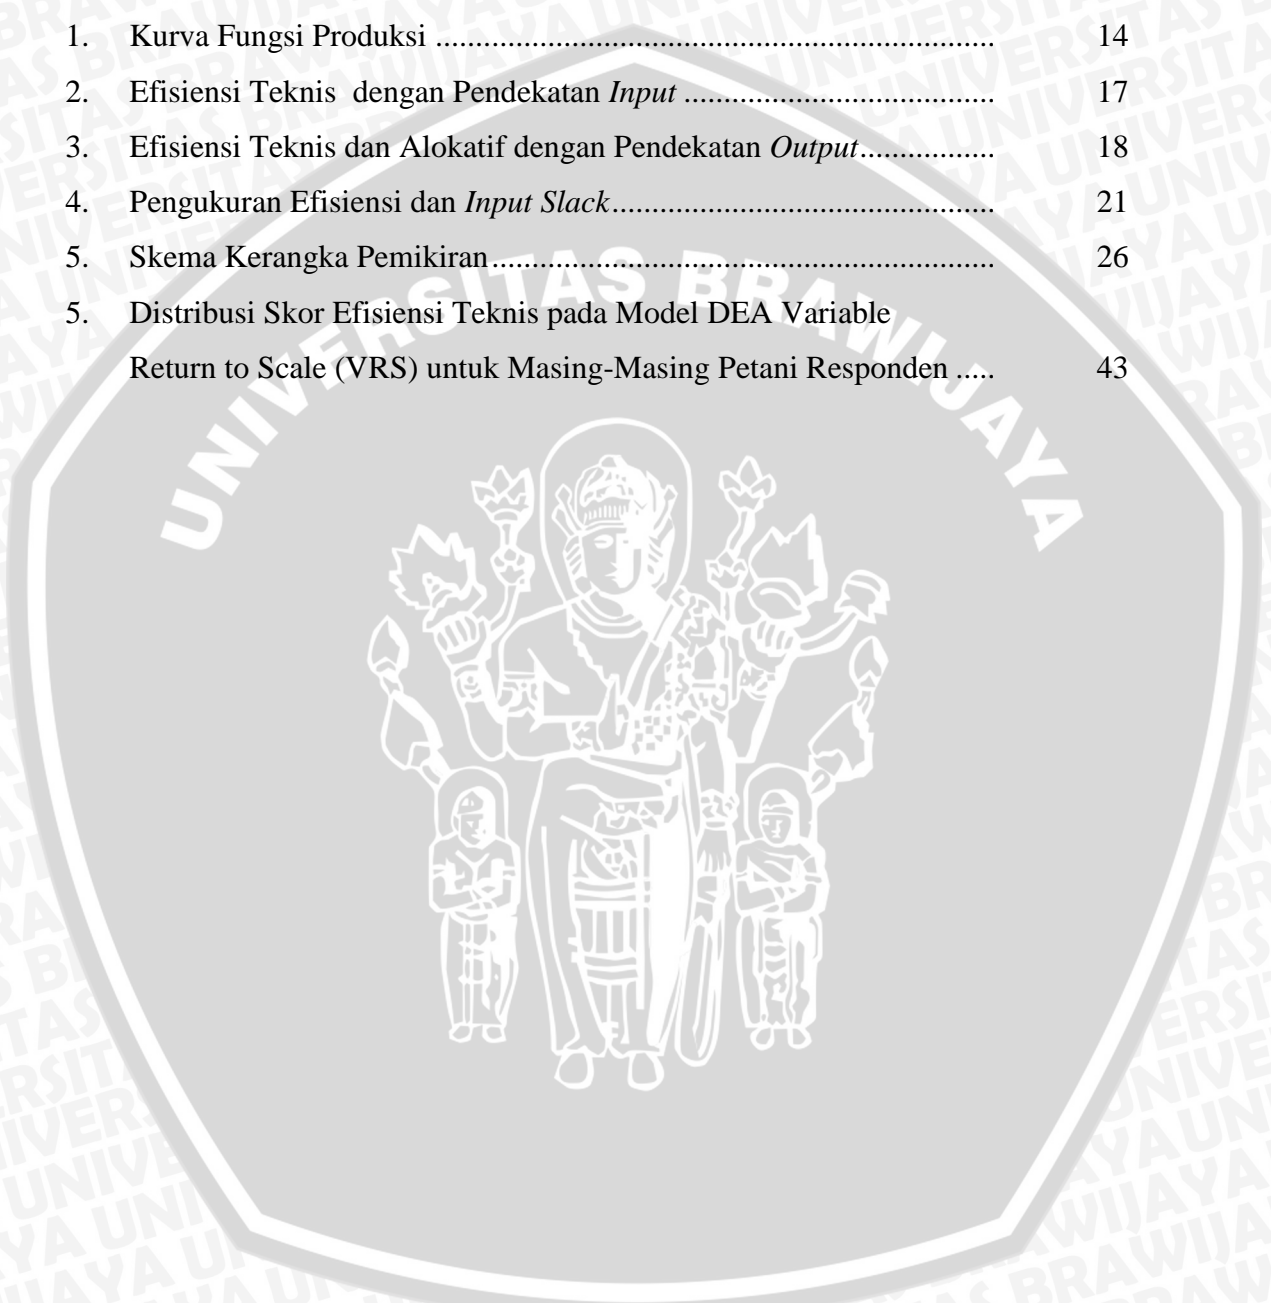 1. Kurva Fungsi Produksi ...................................................................... 14
2. Efisiensi Teknis dengan Pendekatan Input ....................................... 17
3. Efisiensi Teknis dan Alokatif dengan Pendekatan Output................. 18
4. Pengukuran Efisiensi dan Input Slack................................................ 21
5. Skema Kerangka Pemikiran............................................................... 26
5. Distribusi Skor Efisiensi Teknis pada Model DEA Variable
Return to Scale (VRS) untuk Masing-Masing Petani Responden ..... 43
UNIVERSITAS BRAWIJAYA